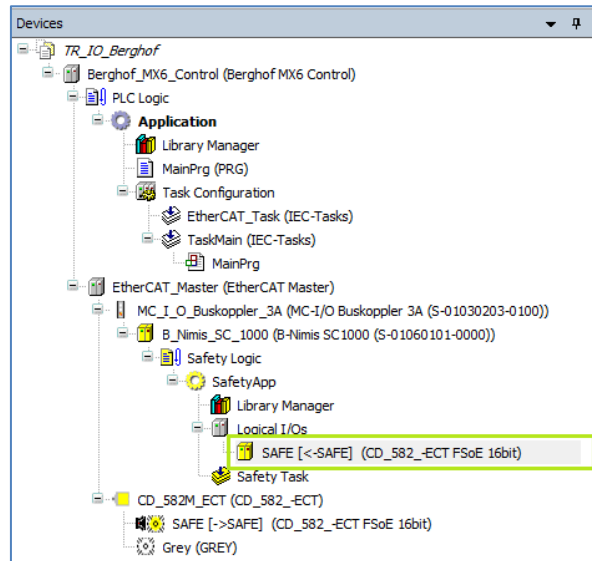 Devices
TR_IO_Berghof
Berghof_MX6_Control (Berghof MX6 Control)
PLC Logic
Application
Library Manager
MainPrg (PRG)
Task Configuration
EtherCAT_Task (IEC-Tasks)
TaskMain (IEC-Tasks)
MainPrg
EtherCAT_Master (EtherCAT Master)
MC_I_O_Buskoppler_3A (MC-I/O Buskoppler 3A (S-01030203-0100))
B_Nimis_SC_1000 (B-Nimis SC1000 (S-01060101-0000))
Safety Logic
SafetyApp
Library Manager
Logical I/Os
SAFE [<-SAFE] (CD_582_-ECT FSoE 16bit)
Safety Task
CD_582M_ECT (CD_582_-ECT)
SAFE [->SAFE] (CD_582_-ECT FSoE 16bit)
Grey (GREY)